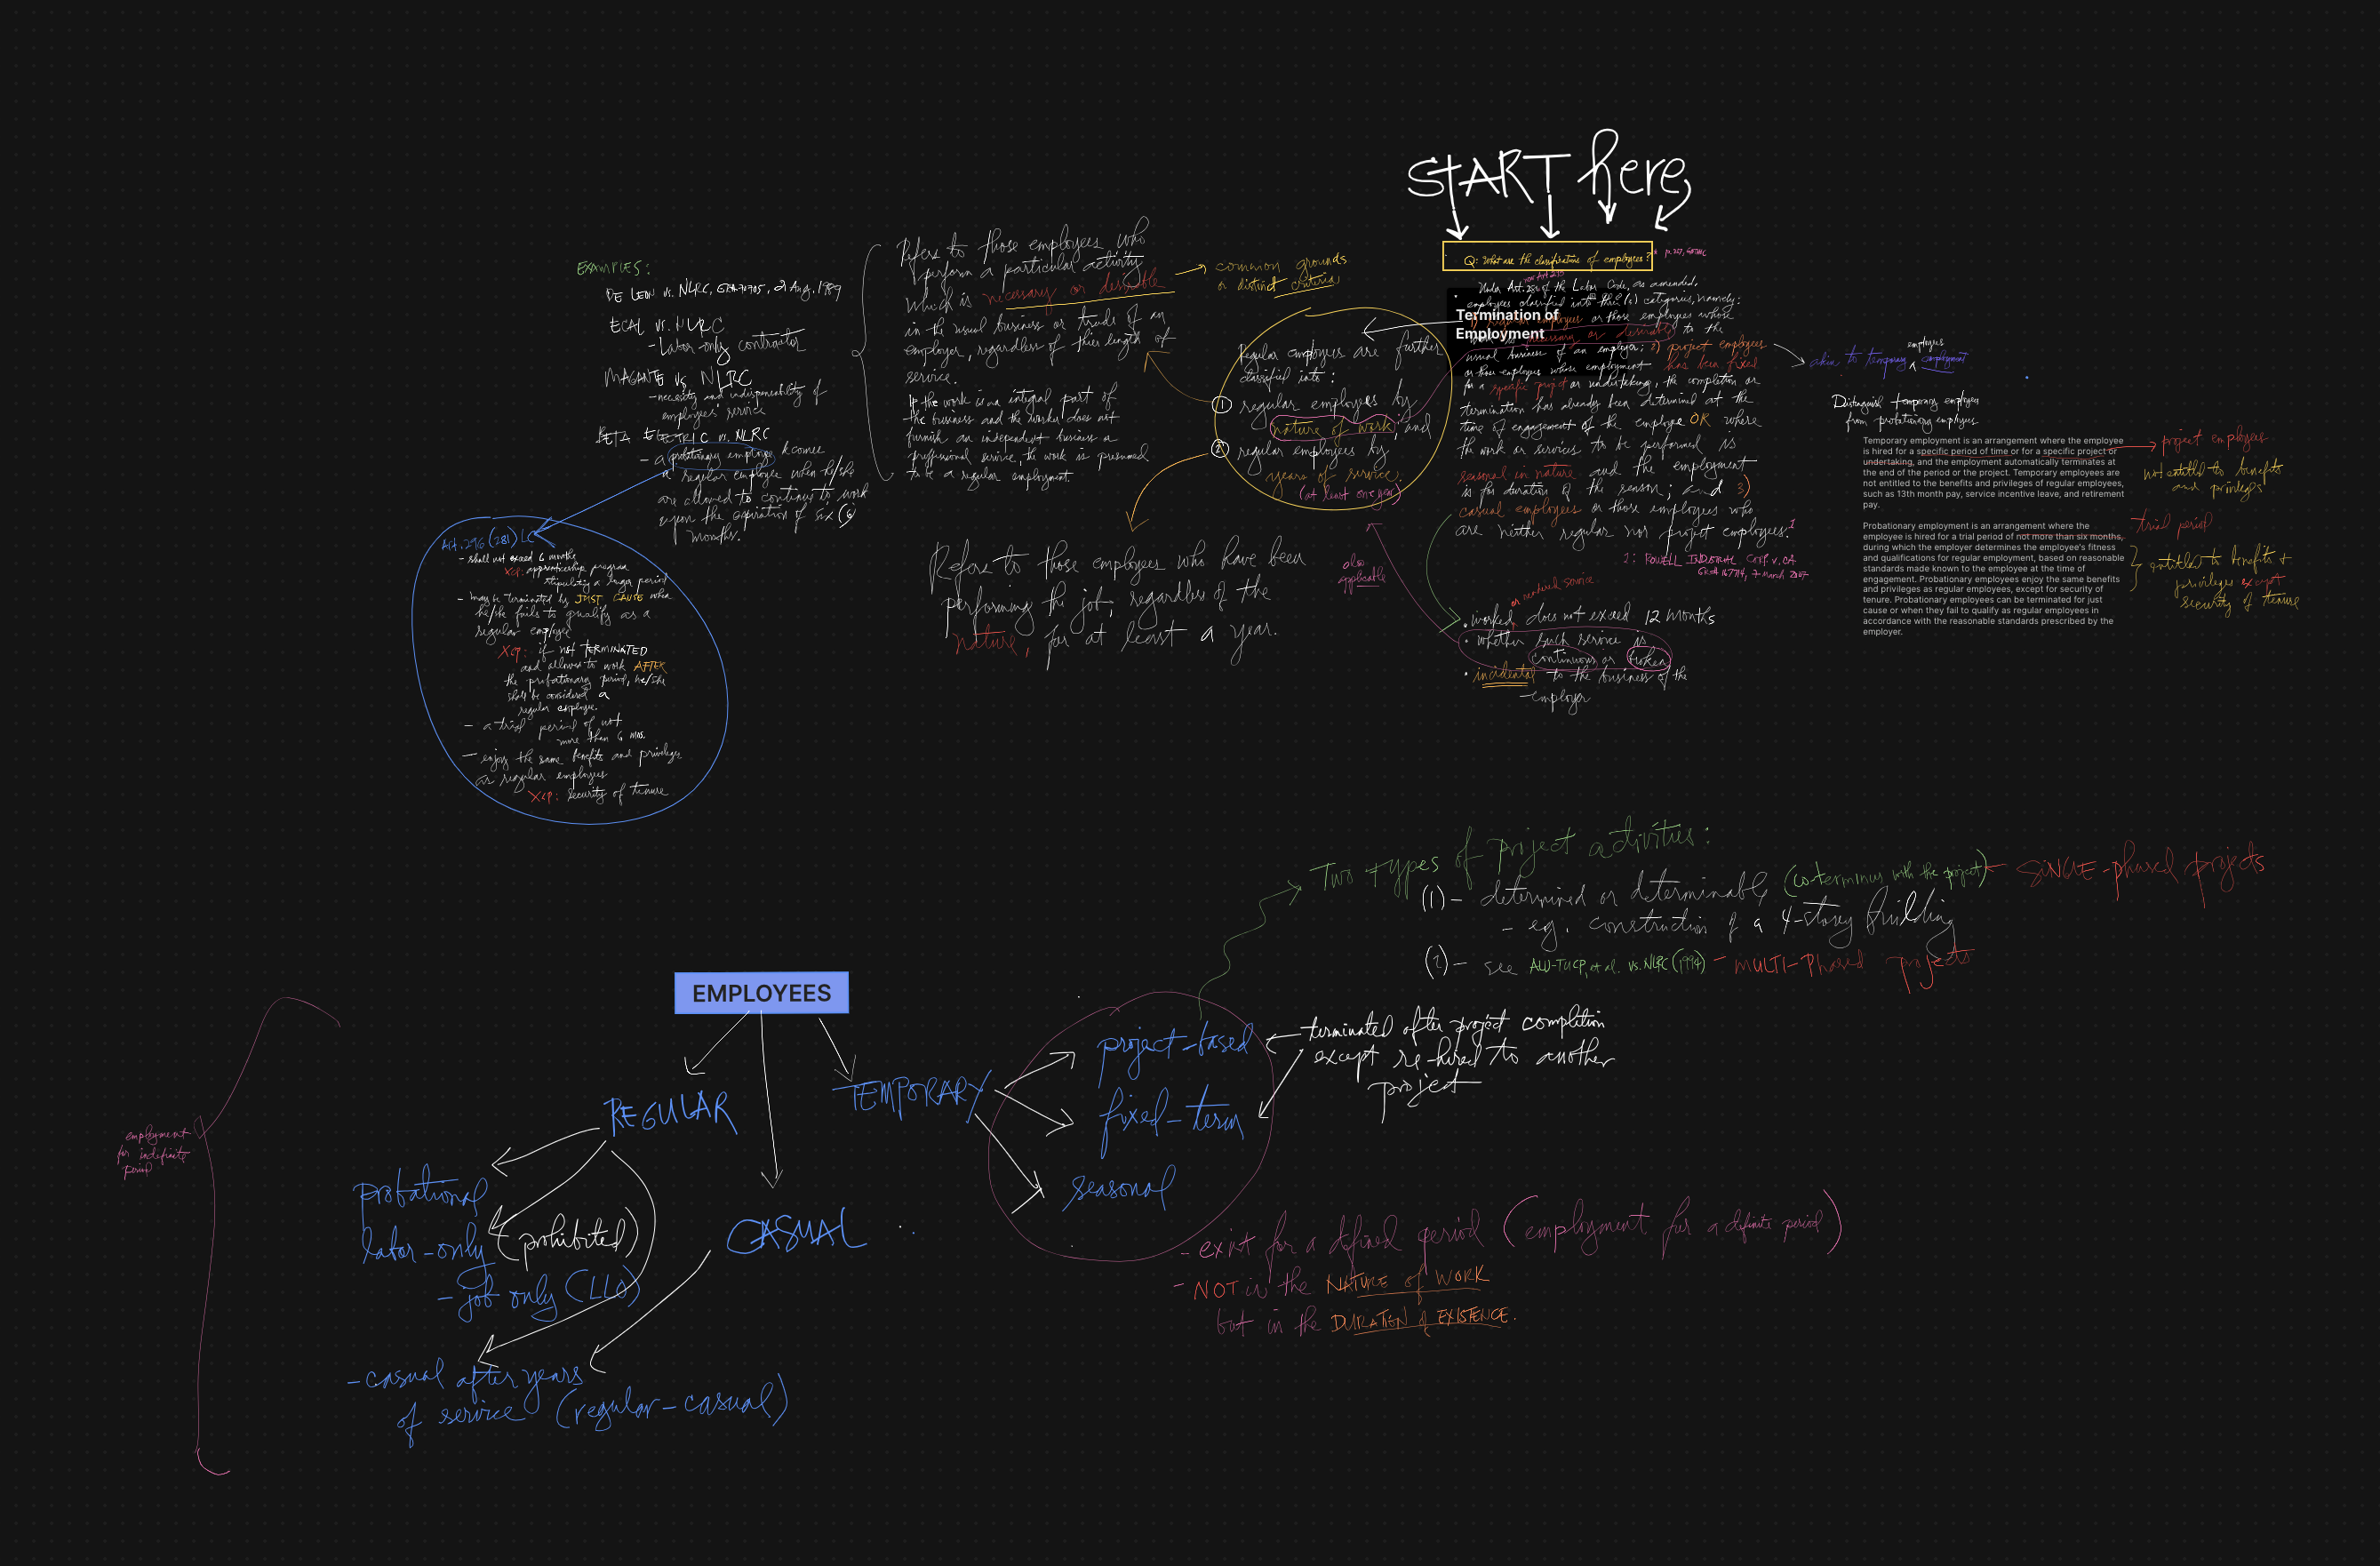 START here
Q: What are the classifications of employees?
Under Art. 280 of the Labor Code, as amended,
employees classified into three (3) categories, namely:
Termination of
Employment
regular employees or those employees whose
necessary or desirable to the
usual business of an employer; 2) project employees
or those employees whose employment has been fixed
for a specific project or undertaking, the completion or
termination has already been determined at the
time of engagement of the employee OR where
the work or services to be performed is
seasonal in nature and the employment
is for duration of the season; and 3)
casual employees or those employees who
are neither regular nor project employees.1
1: POWELL INDUSTRIAL CORP v. CA
7 March 2007
or rendered service
• worked does not exceed 12 months
• whether such service is
continuous or broken
• incidental to the business of the
employer
also
applicable
Regular employees are further
classified into:
1 regular employees by
nature of work; and
2 regular employees by
years of service.
(at least one year)
common grounds
or distinct criteria
Refers to those employees who
perform a particular activity
which is necessary or desirable
in the usual business or trade of an
employer, regardless of their length of
service.
If the work is an integral part of
the business and the worker does not
furnish an independent business or
professional service, the work is presumed
to be a regular employment.
Refers to those employees who have been
performing the job, regardless of the
nature, for at least a year.
EXAMPLES:
DE LEON vs. NLRC, GR No. 70705, 21 Aug. 1989
ECAL vs. NLRC
- Labor-only contractor
MAGANTE vs NLRC
- necessity and indispensability of
employees' service
BETA ELECTRIC vs. NLRC
- a probationary employee becomes
a regular employee when he/she
are allowed to continue to work
upon the expiration of six (6)
months.
Art. 296 (281) LC
- shall not exceed 6 months
XCP: apprenticeship program
stipulating a longer period
- may be terminated by JUST CAUSE when
he/she fails to qualify as a
regular employee
XCP: if not TERMINATED
and allowed to work AFTER
the probationary period, he/she
shall be considered a
regular employee.
- a trial period of not
more than 6 mos.
- enjoy the same benefits and privileges
as regular employees
XCP: security of tenure
employees
akin to temporary employment
Distinguish temporary employees
from probationary employees
Temporary employment is an arrangement where the employee
is hired for a specific period of time or for a specific project or
undertaking, and the employment automatically terminates at
the end of the period or the project. Temporary employees are
not entitled to the benefits and privileges of regular employees,
such as 13th month pay, service incentive leave, and retirement
pay.
Probationary employment is an arrangement where the
employee is hired for a trial period of not more than six months,
during which the employer determines the employee's fitness
and qualifications for regular employment, based on reasonable
standards made known to the employee at the time of
engagement. Probationary employees enjoy the same benefits
and privileges as regular employees, except for security of
tenure. Probationary employees can be terminated for just
cause or when they fail to qualify as regular employees in
accordance with the reasonable standards prescribed by the
employer.
project employees
not entitled to benefits
and privileges
trial period
entitled to benefits +
privileges except
security of tenure
Two types of project activities:
(1) - determined or determinable (co-terminus with the project) - SINGLE-phased projects
- eg. construction of a 4-storey building
(2) - see ALU-TUCP, et al. vs. NLRC (1994) - MULTI-Phased projects
EMPLOYEES
REGULAR
TEMPORARY
CASUAL
project-based
fixed-term
seasonal
terminated after project completion
except re-hired to another
project
probational
labor-only (prohibited)
- job only (LLO)
- casual after years
of service (regular-casual)
employment
for indefinite
period
- exist for a defined period (employment for a definite period)
- NOT in the NATURE of WORK
but in the DURATION of EXISTENCE.